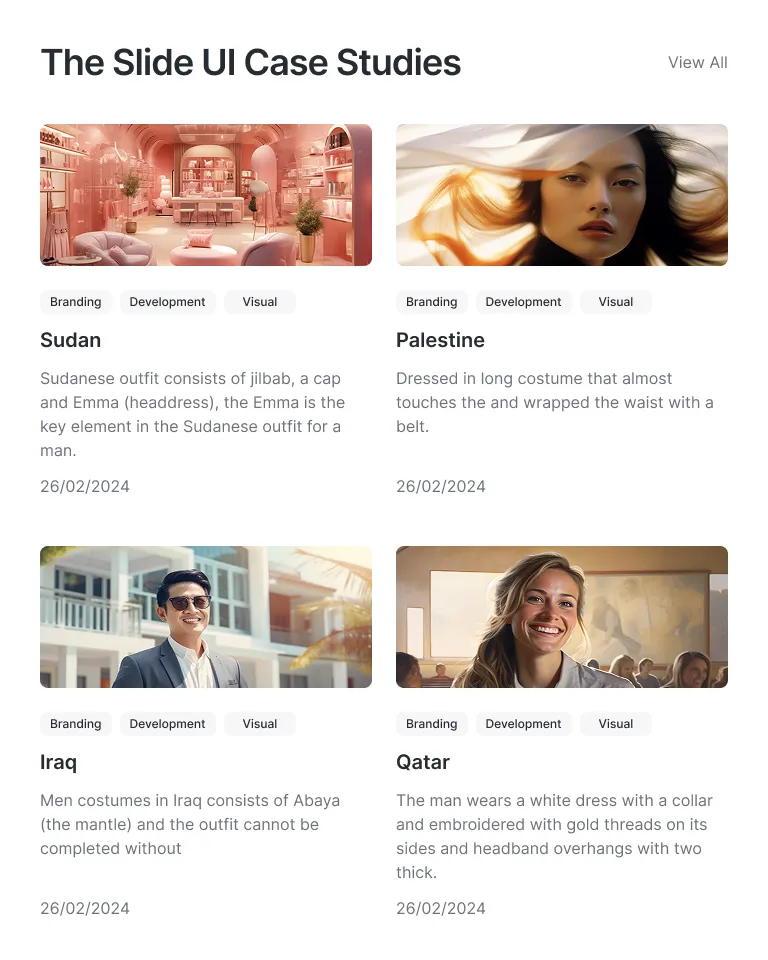 The Slide UI Case Studies
View All
Branding Development Visual
Sudan
Sudanese outfit consists of jilbab, a cap
and Emma (headdress), the Emma is the
key element in the Sudanese outfit for a
man.
26/02/2024
Branding Development Visual
Palestine
Dressed in long costume that almost
touches the and wrapped the waist with a
belt.
26/02/2024
Branding Development Visual
Iraq
Men costumes in Iraq consists of Abaya
(the mantle) and the outfit cannot be
completed without
26/02/2024
Branding Development Visual
Qatar
The man wears a white dress with a collar
and embroidered with gold threads on its
sides and headband overhangs with two
thick.
26/02/2024